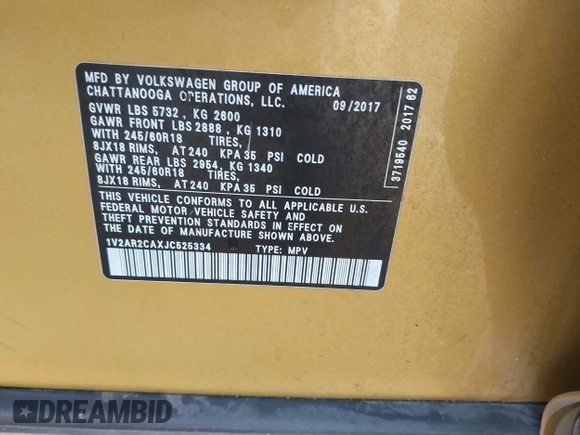 MFD BY VOLKSWAGEN GROUP OF AMERICA
CHATTANOOGA OPERATIONS, LLC.
09/2017
GVWR LBS 5732 , KG 2600
GAWR FRONT LBS 2888 , KG 1310
WITH 245/60R18 TIRES,
8JX18 RIMS, AT 240 KPA 35 PSI COLD
GAWR REAR LBS 2954, KG 1340
WITH 245/60R18 TIRES,
8JX18 RIMS, AT 240 KPA 35 PSI COLD
THIS VEHICLE CONFORMS TO ALL APPLICABLE U.S.
FEDERAL MOTOR VEHICLE SAFETY AND
THEFT PREVENTION STANDARDS IN EFFECT ON
THE DATE OF MANUFACTURE SHOWN ABOVE.
1V2AR2CAXJC525334 TYPE: MPV
3719540 2017 62
DREAMBID